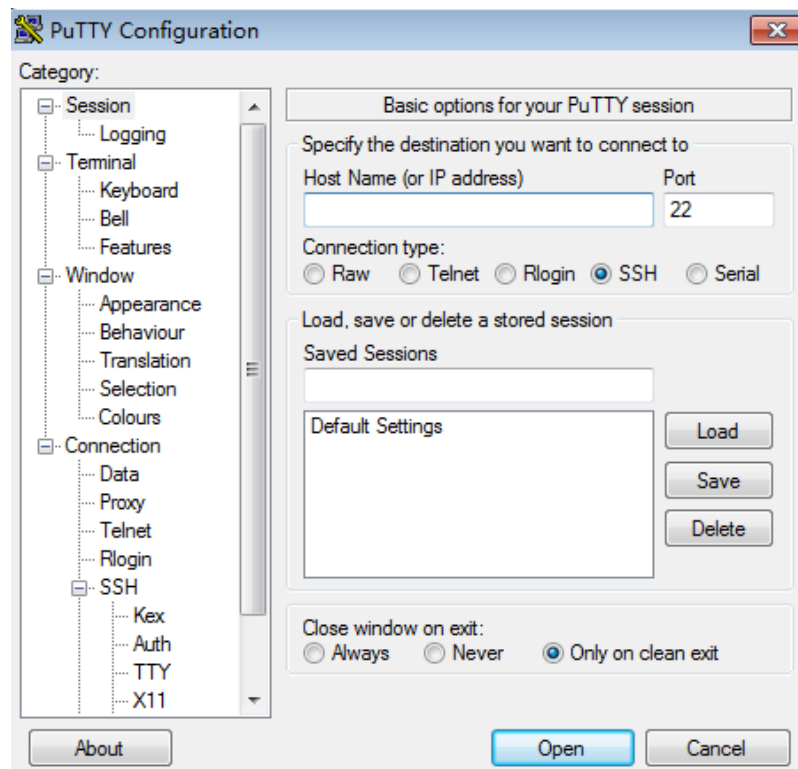 PuTTY Configuration
Category:
Session
Logging
Terminal
Keyboard
Bell
Features
Window
Appearance
Behaviour
Translation
Selection
Colours
Connection
Data
Proxy
Telnet
Rlogin
SSH
Kex
Auth
TTY
X11
Basic options for your PuTTY session
Specify the destination you want to connect to
Host Name (or IP address) Port
22
Connection type:
Raw Telnet Rlogin SSH Serial
Load, save or delete a stored session
Saved Sessions
Default Settings
Load
Save
Delete
Close window on exit:
Always Never Only on clean exit
About Open Cancel